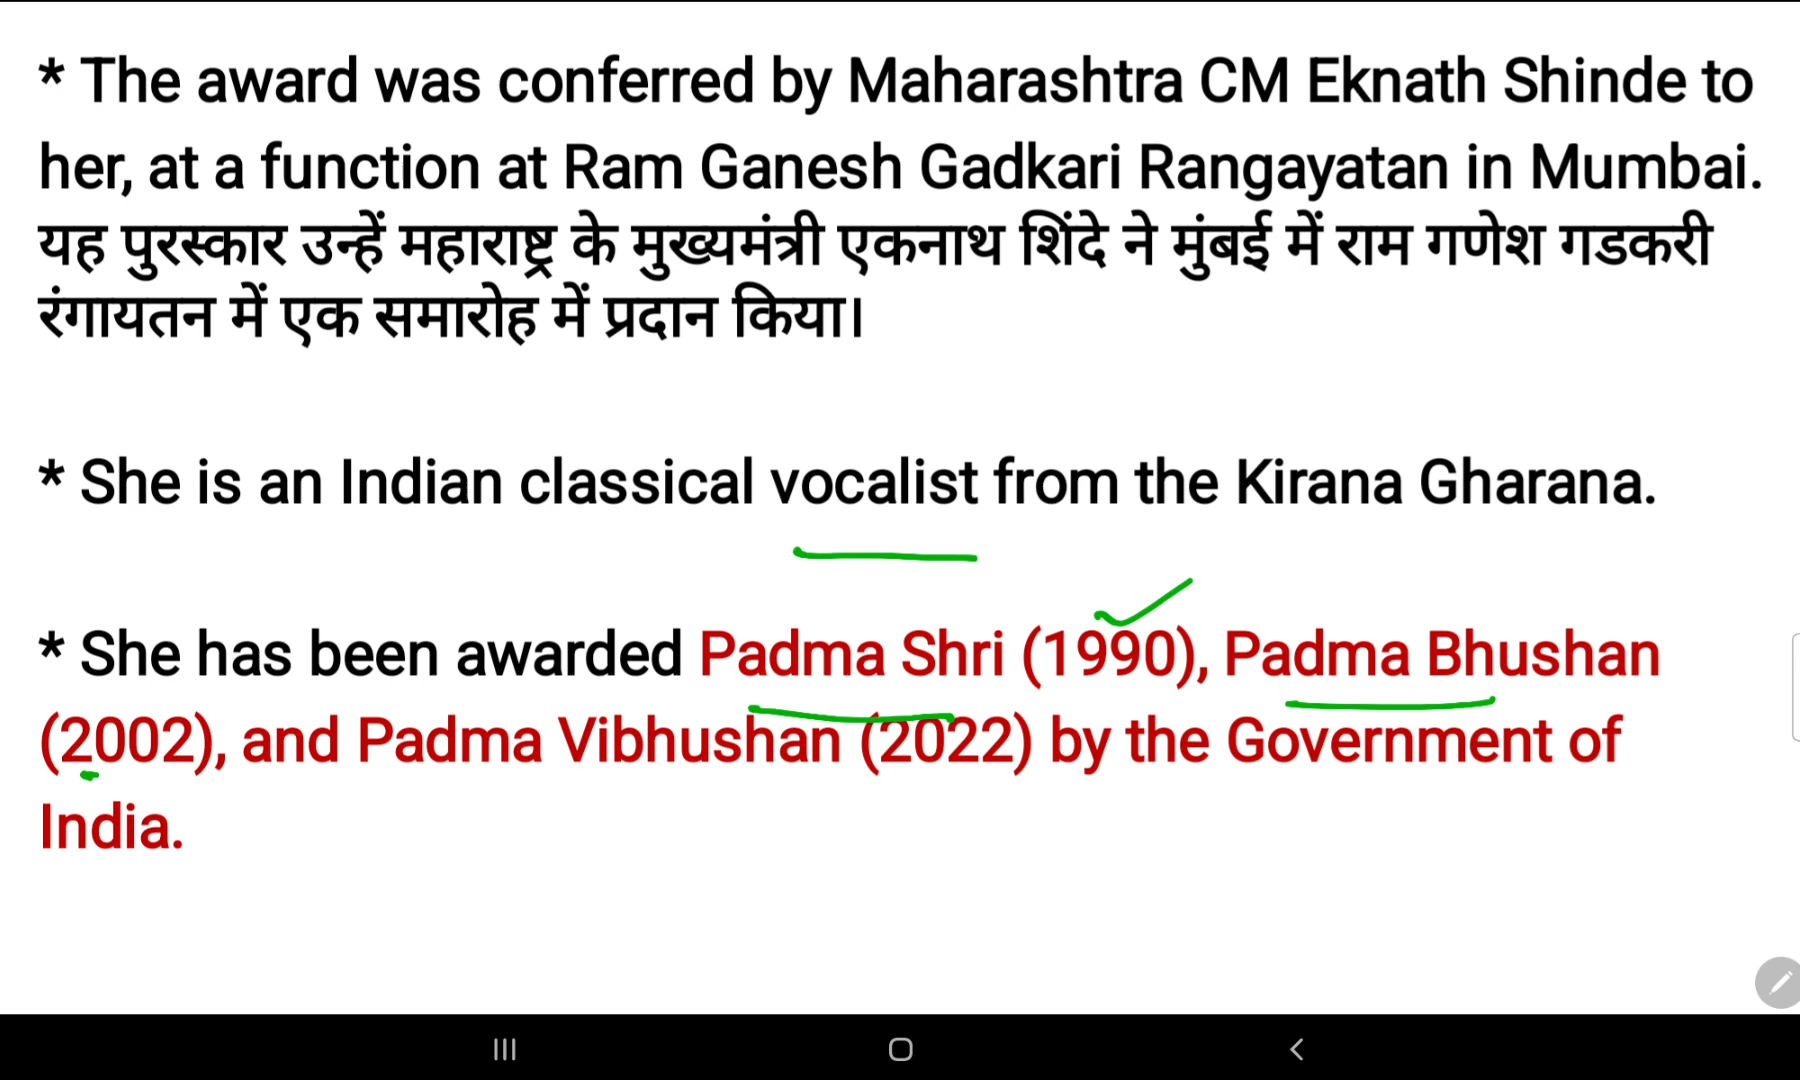 * The award was conferred by Maharashtra CM Eknath Shinde to
her, at a function at Ram Ganesh Gadkari Rangayatan in Mumbai.
यह पुरस्कार उन्हें महाराष्ट्र के मुख्यमंत्री एकनाथ शिंदे ने मुंबई में राम गणेश गडकरी
रंगायतन में एक समारोह में प्रदान किया।
* She is an Indian classical vocalist from the Kirana Gharana.
* She has been awarded Padma Shri (1990), Padma Bhushan
(2002), and Padma Vibhushan (2022) by the Government of
India.